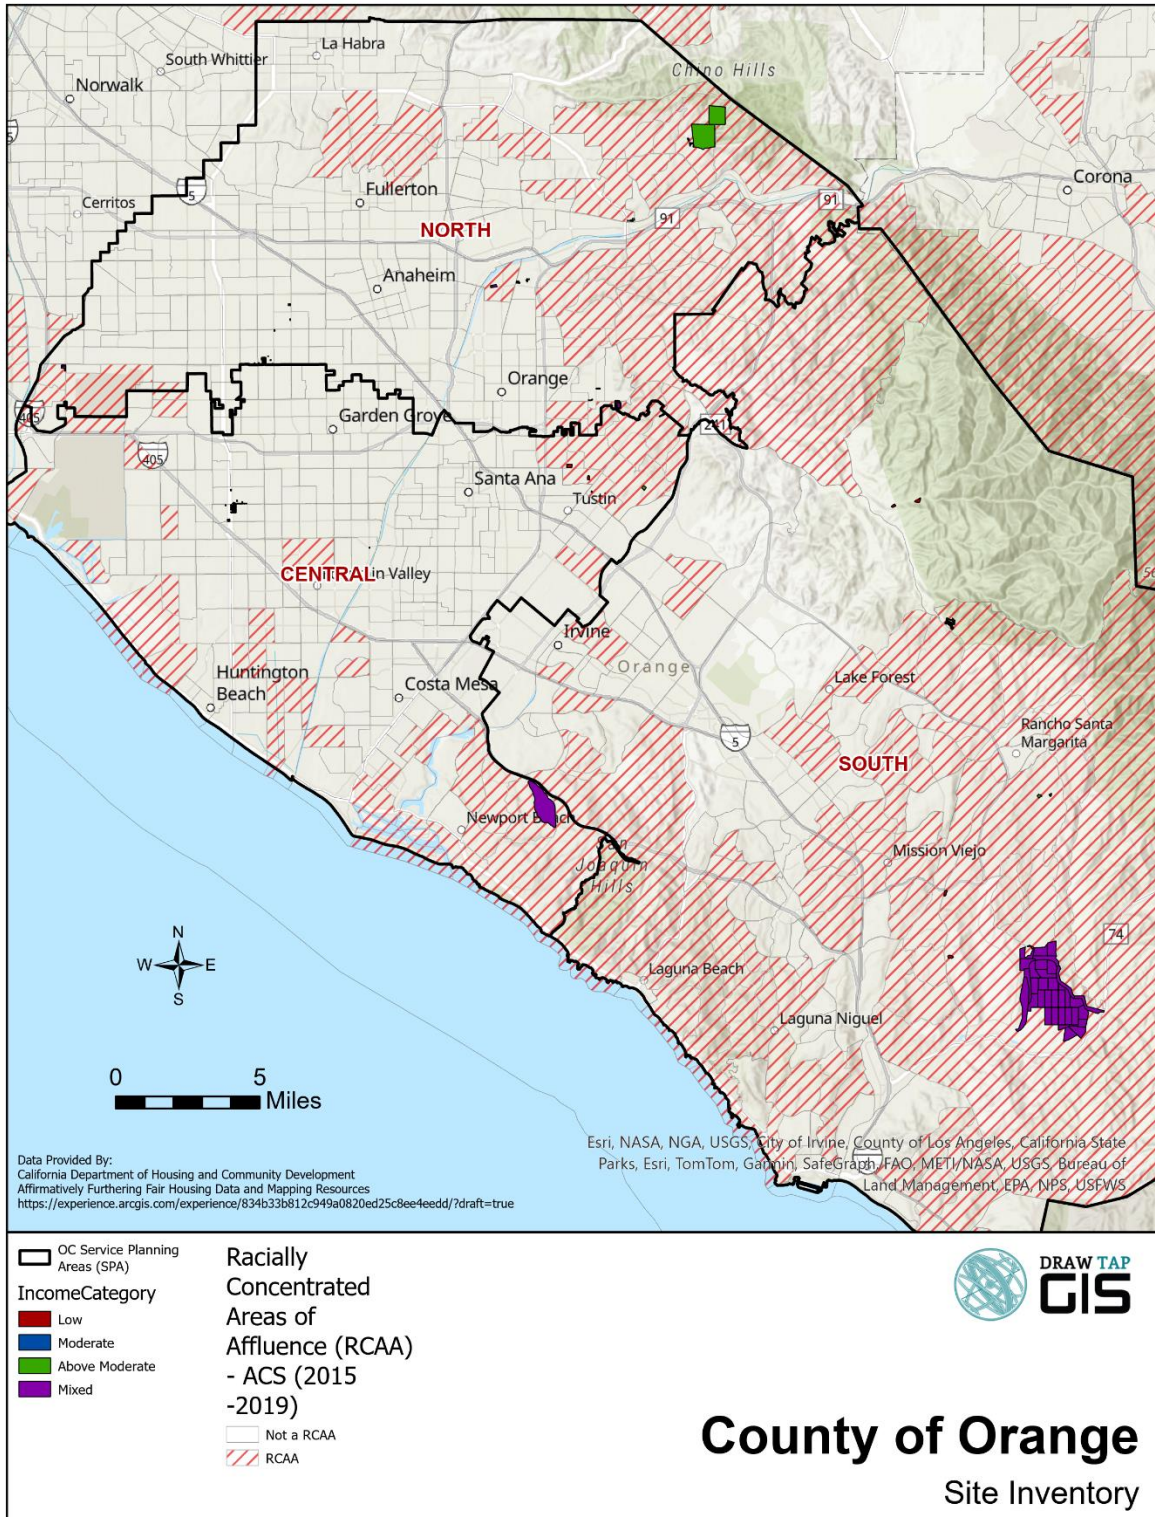 La Habra
South Whittier
Chino Hills
Norwalk
5
5
Cerritos
Fullerton
91
91
Corona
NORTH
Anaheim
Orange
405
Garden Grove
241
405
Santa Ana
Tustin
CENTRAL
in Valley
Irvine
Orange
Huntington
Beach
Costa Mesa
Lake Forest
Rancho Santa
Margarita
5
SOUTH
Newport Beach
San
Joaquin
Hills
Mission Viejo
74
N
W E
S
Laguna Beach
Laguna Niguel
0 5
Miles
Esri, NASA, NGA, USGS, City of Irvine, County of Los Angeles, California State
Parks, Esri, TomTom, Garmin, SafeGraph, FAO, METI/NASA, USGS, Bureau of
Land Management, EPA, NPS, USFWS
Data Provided By:
California Department of Housing and Community Development
Affirmatively Furthering Fair Housing Data and Mapping Resources
https://experience.arcgis.com/experience/834b33b812c949a0820ed25c8ee4eedd/?draft=true
OC Service Planning
Areas (SPA)
IncomeCategory
Low
Moderate
Above Moderate
Mixed
Racially
Concentrated
Areas of
Affluence (RCAA)
- ACS (2015
-2019)
Not a RCAA
RCAA
DRAW TAP
GIS
County of Orange
Site Inventory